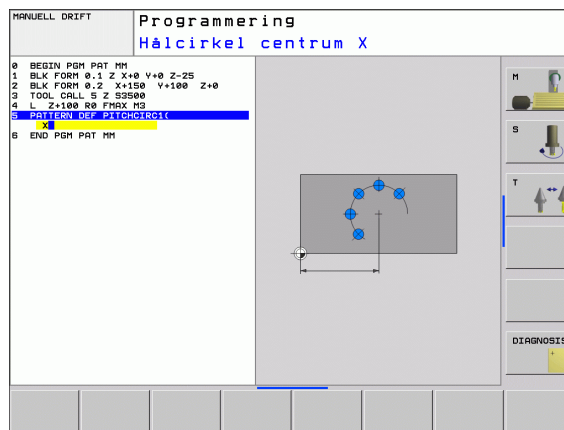 MANUELL DRIFT
Programmering
Hålcirkel centrum X
0 BEGIN PGM PAT MM
1 BLK FORM 0.1 Z X+0 Y+0 Z-25
2 BLK FORM 0.2 X+150 Y+100 Z+0
3 TOOL CALL 5 Z S3500
4 L Z+100 R0 FMAX M3
5 PATTERN DEF PITCHCIRC1(
X
6 END PGM PAT MM
M
S
T
DIAGNOSIS